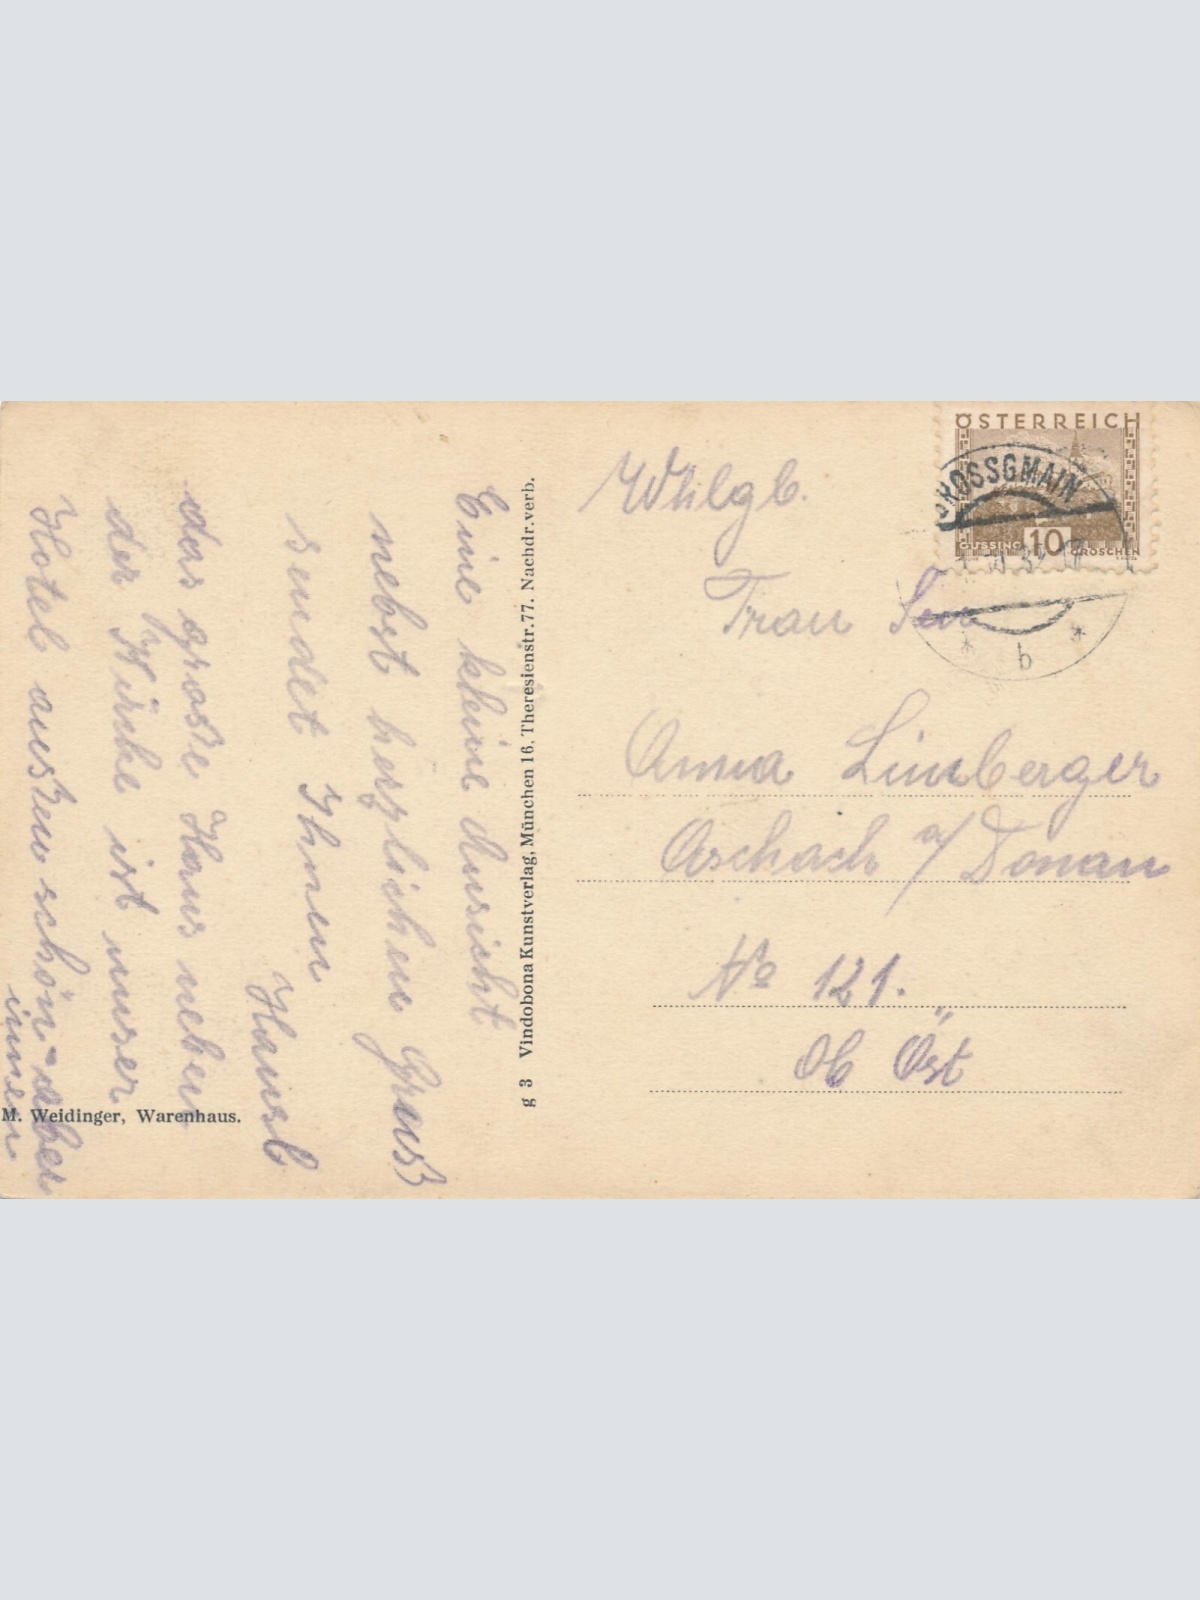 Eine kleine Ansicht
nebst herzlichen Gruß
sendet Ihnen
Hansl
das grosse Haus neben
der Kirche ist unser
Hotel außen schön aber
innen
M. Weidinger, Warenhaus.
g 3 Vindobona Kunstverlag, München 16, Theresienstr. 77. Nachdr. verb.
ÖSTERREICH
GÜSSING 10 GROSCHEN
GROSSGMAIN
* b *
Whlgb.
Frau
Anna Limberger
Aschach a/ Donau
No 121.
Ob Öst